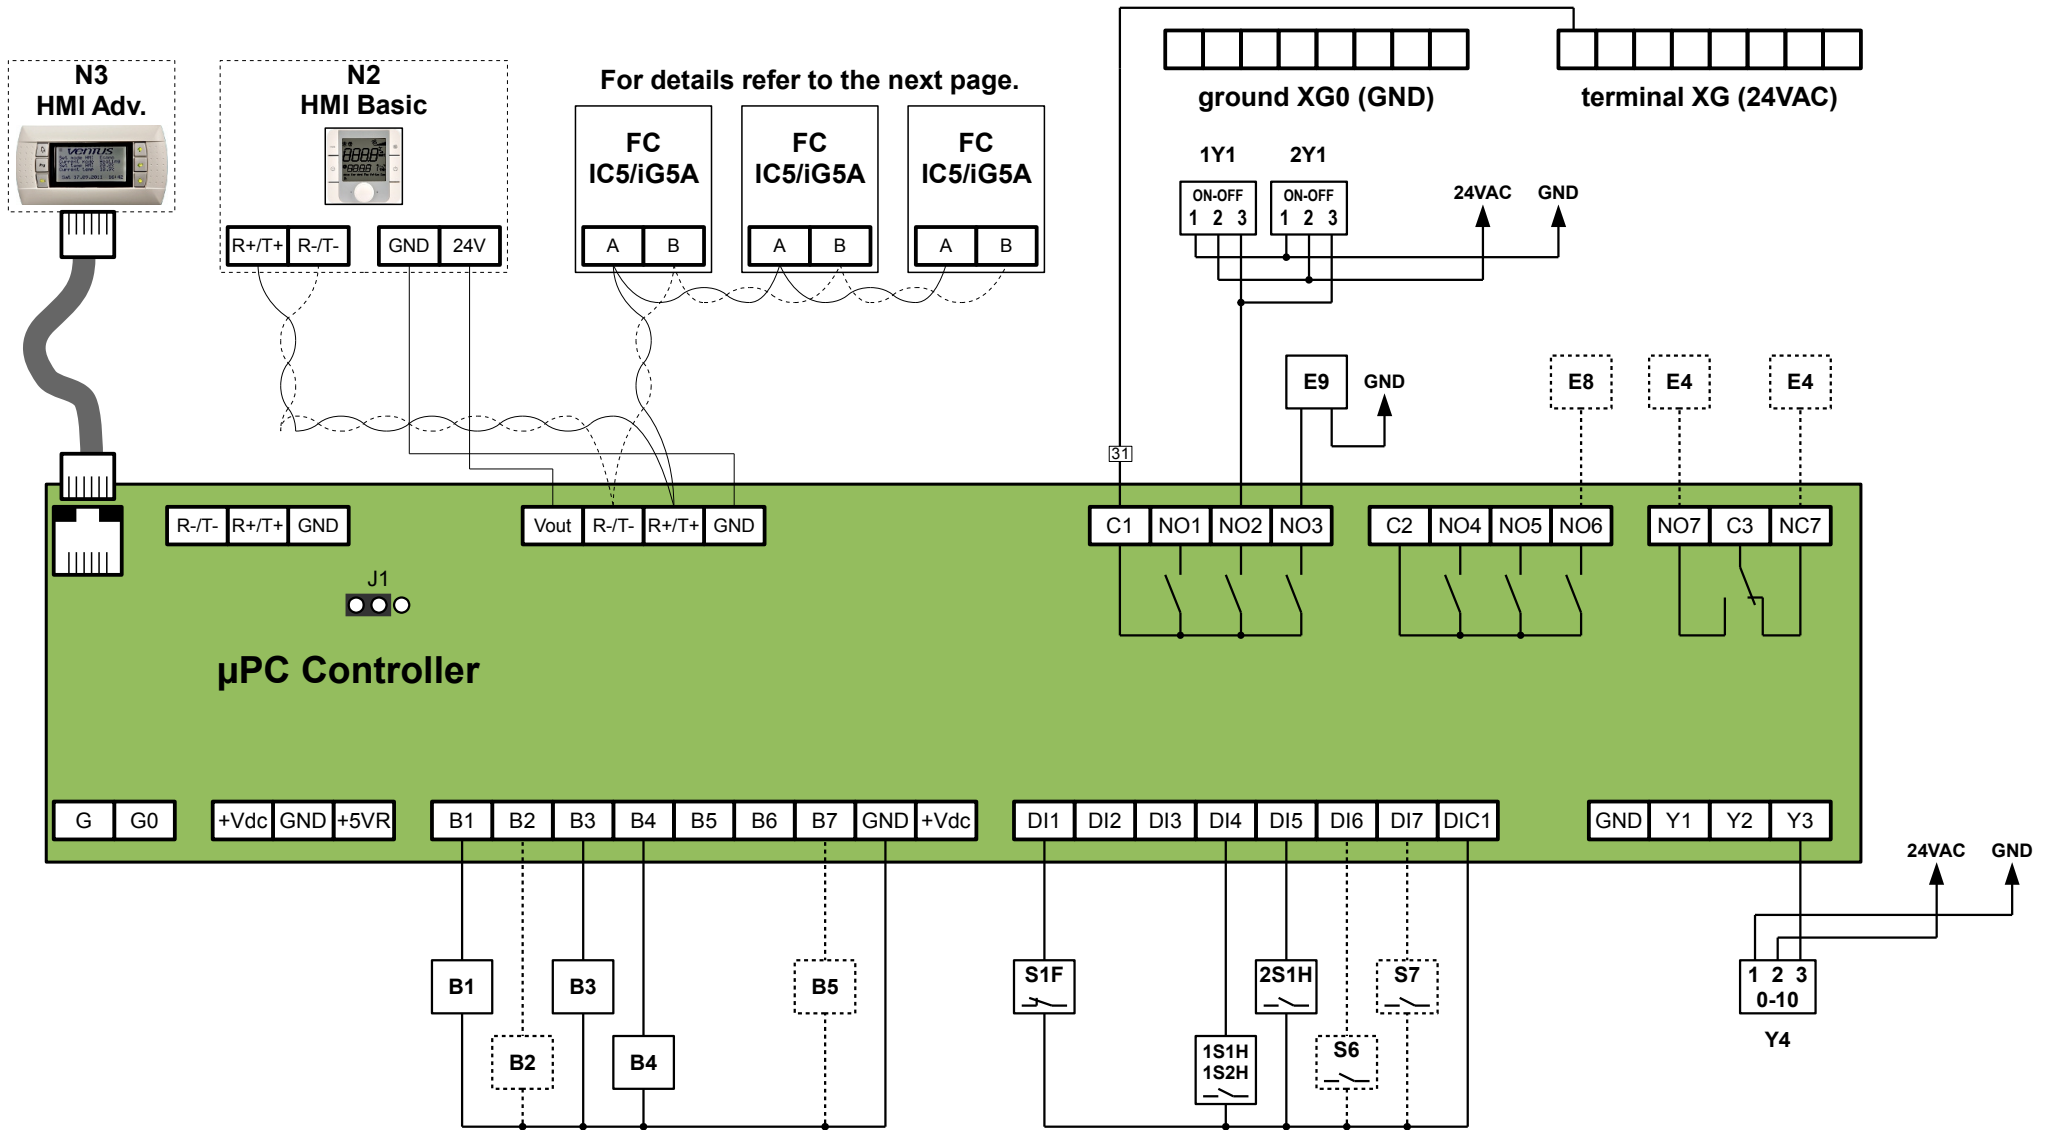 N3
HMI Adv.
VENTUS
N2
HMI Basic
R+/T+ R-/T- GND 24V
For details refer to the next page.
FC
IC5/iG5A
A B
FC
IC5/iG5A
A B
FC
IC5/iG5A
A B
ground XG0 (GND)
terminal XG (24VAC)
1Y1 2Y1
ON-OFF
1 2 3
ON-OFF
1 2 3
24VAC GND
E9 GND
E8 E4 E4
31
R-/T- R+/T+ GND
Vout R-/T- R+/T+ GND
C1 NO1 NO2 NO3
C2 NO4 NO5 NO6
NO7 C3 NC7
J1
µPC Controller
G G0
+Vdc GND +5VR
B1 B2 B3 B4 B5 B6 B7 GND +Vdc
DI1 DI2 DI3 DI4 DI5 DI6 DI7 DIC1
GND Y1 Y2 Y3
24VAC GND
B1 B3 B5
B2 B4
S1F 2S1H S7
1S1H
1S2H
S6
1 2 3
0-10
Y4